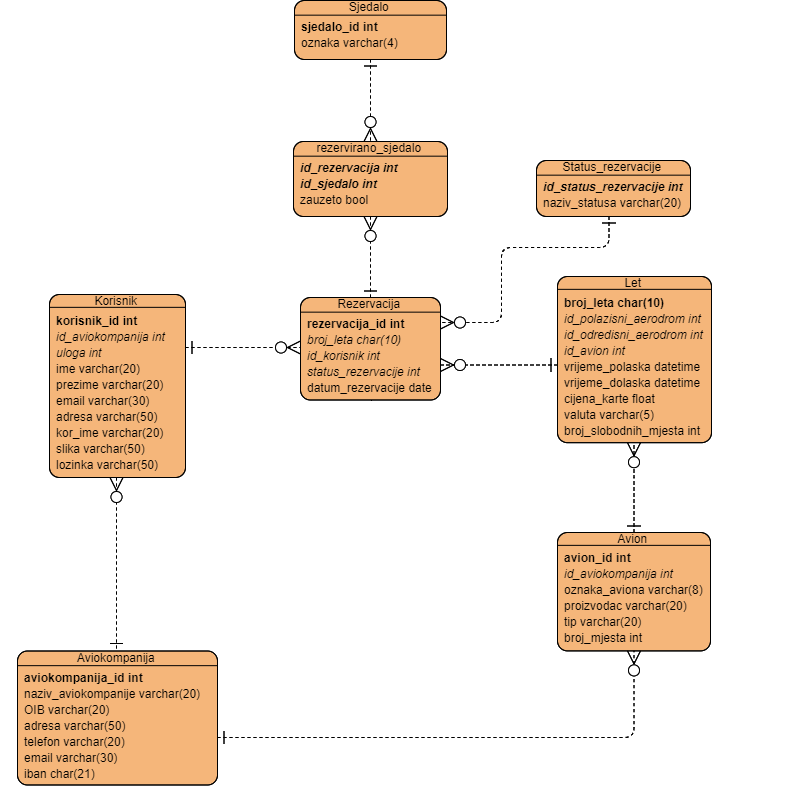 Sjedalo
sjedalo_id int
oznaka varchar(4)
rezervirano_sjedalo
id_rezervacija int
id_sjedalo int
zauzeto bool
Status_rezervacije
id_status_rezervacije int
naziv_statusa varchar(20)
Korisnik
korisnik_id int
id_aviokompanija int
uloga int
ime varchar(20)
prezime varchar(20)
email varchar(30)
adresa varchar(50)
kor_ime varchar(20)
slika varchar(50)
lozinka varchar(50)
Rezervacija
rezervacija_id int
broj_leta char(10)
id_korisnik int
status_rezervacije int
datum_rezervacije date
Let
broj_leta char(10)
id_polazisni_aerodrom int
id_odredisni_aerodrom int
id_avion int
vrijeme_polaska datetime
vrijeme_dolaska datetime
cijena_karte float
valuta varchar(5)
broj_slobodnih_mjesta int
Avion
avion_id int
id_aviokompanija int
oznaka_aviona varchar(8)
proizvodac varchar(20)
tip varchar(20)
broj_mjesta int
Aviokompanija
aviokompanija_id int
naziv_aviokompanije varchar(20)
OIB varchar(20)
adresa varchar(50)
telefon varchar(20)
email varchar(30)
iban char(21)